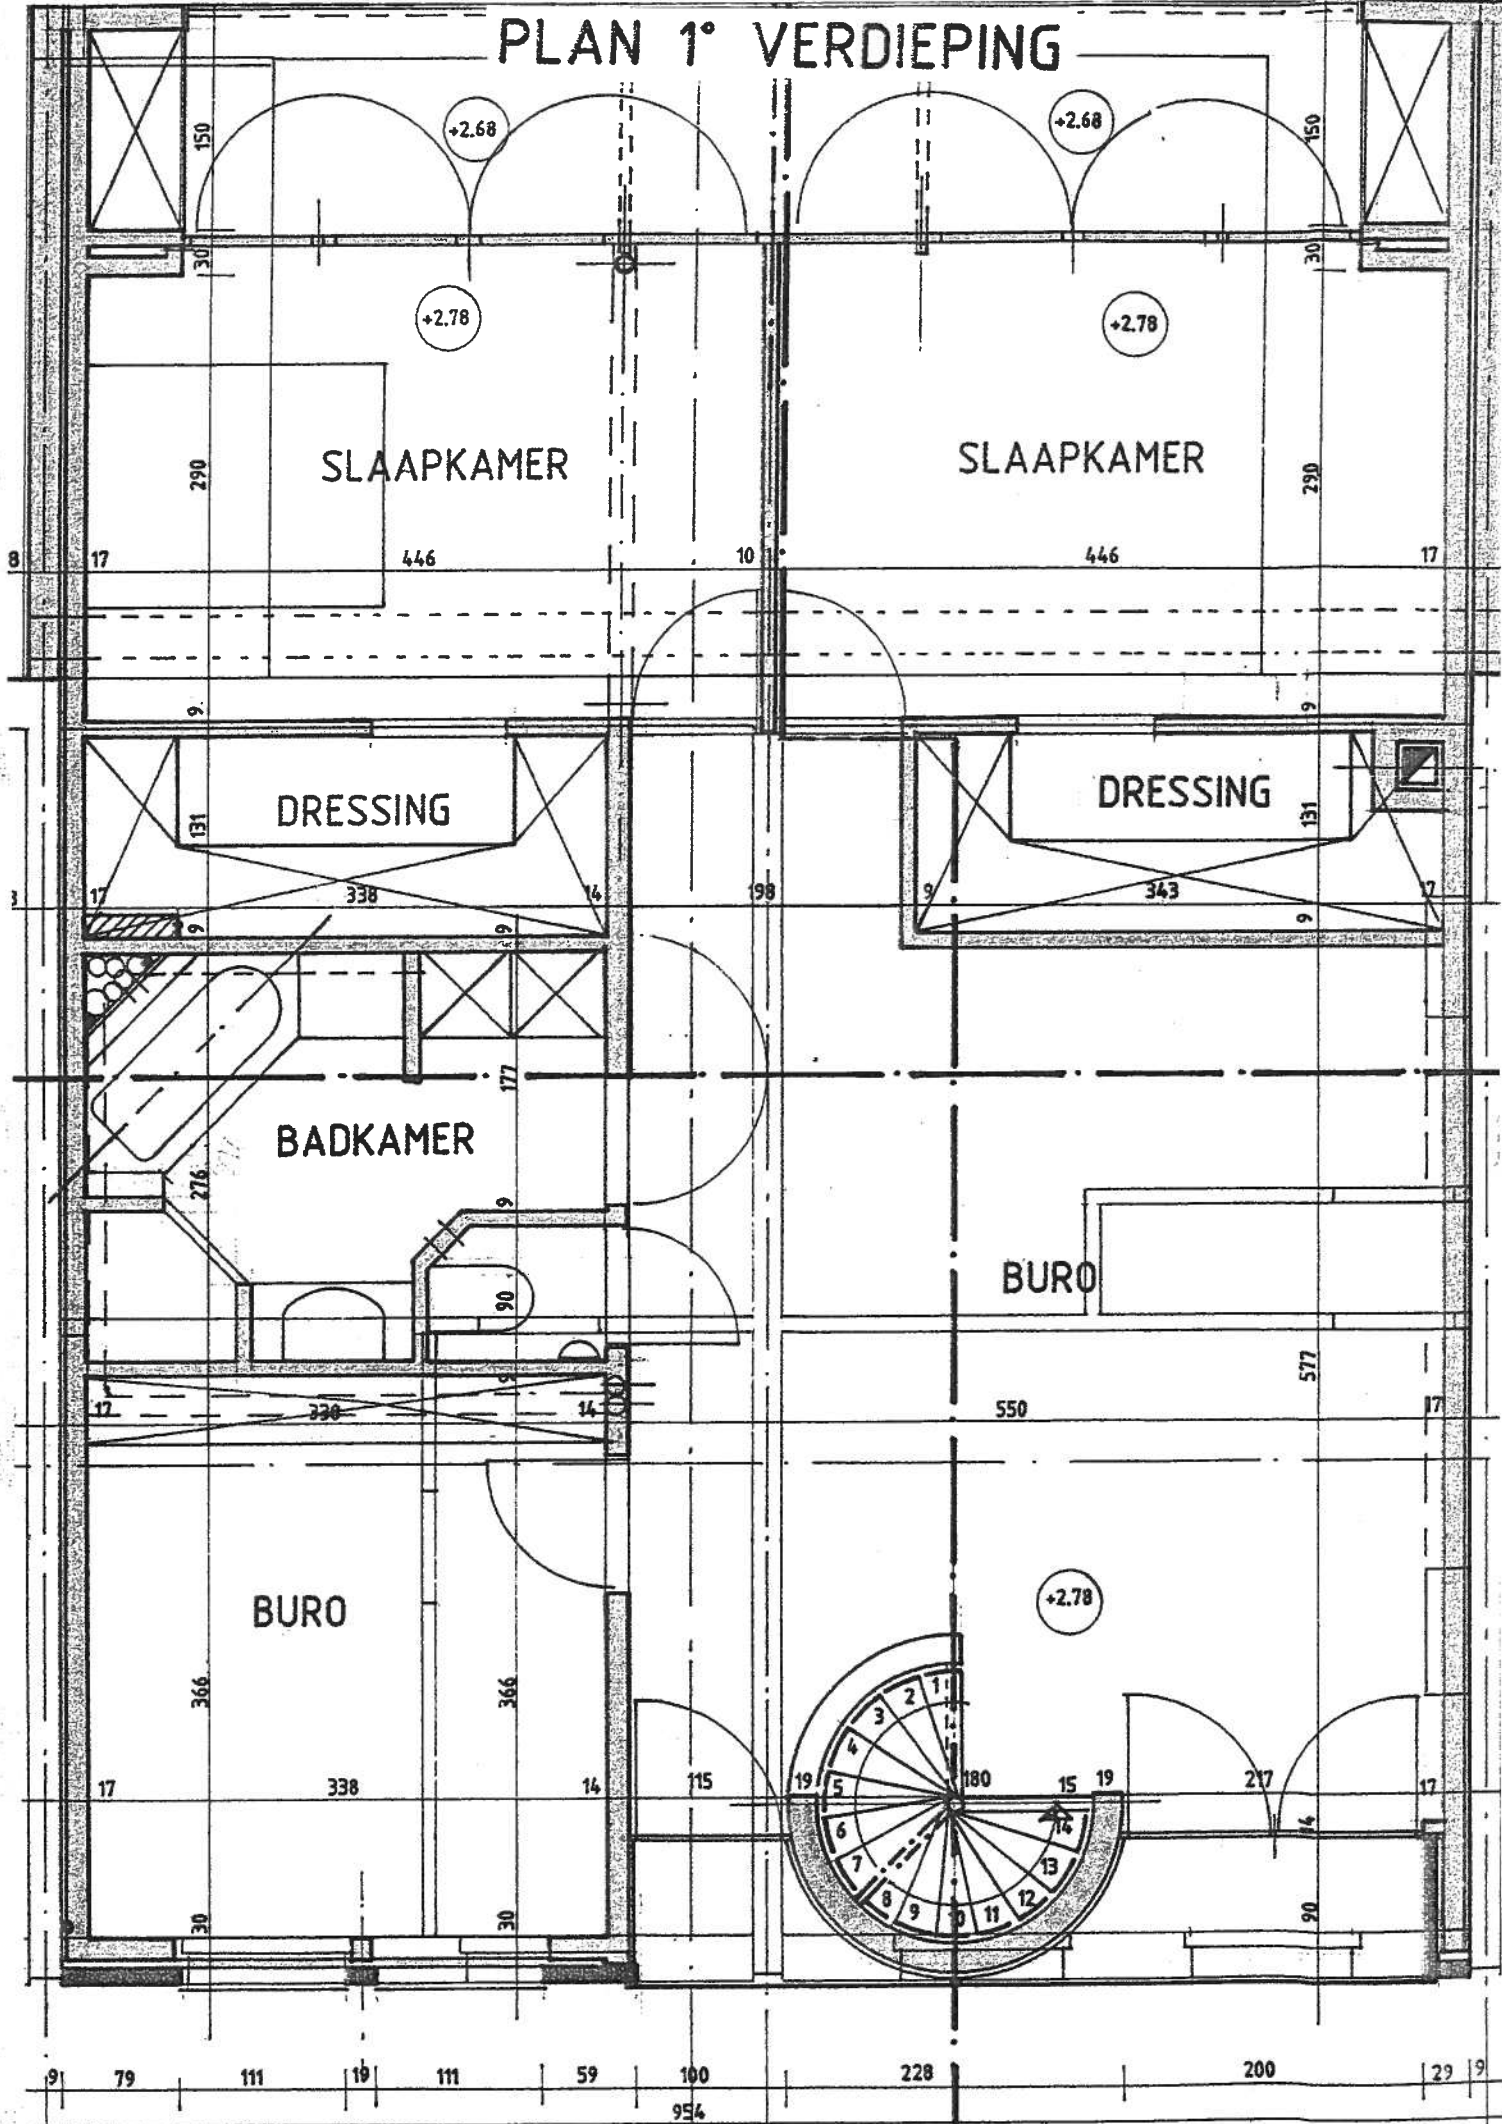 PLAN 1° VERDIEPING
+2.68 +2.68
150 150
30 30
+2.78 +2.78
SLAAPKAMER SLAAPKAMER
290 290
8 17 446 10 446 17
9 9
DRESSING DRESSING
131 131
17 338 14 198 9 343 17
9 9 9
177
BADKAMER
276
9
BURO
90
577
9
17 330 14 550 17
BURO
+2.78
366 366
1
2
3
4
17 338 14 115 19 5 180 15 19 217 17
6 14 14
7 13
8 12
9 10 11
30 30 90
9 79 111 19 111 59 100 228 200 29 9
954